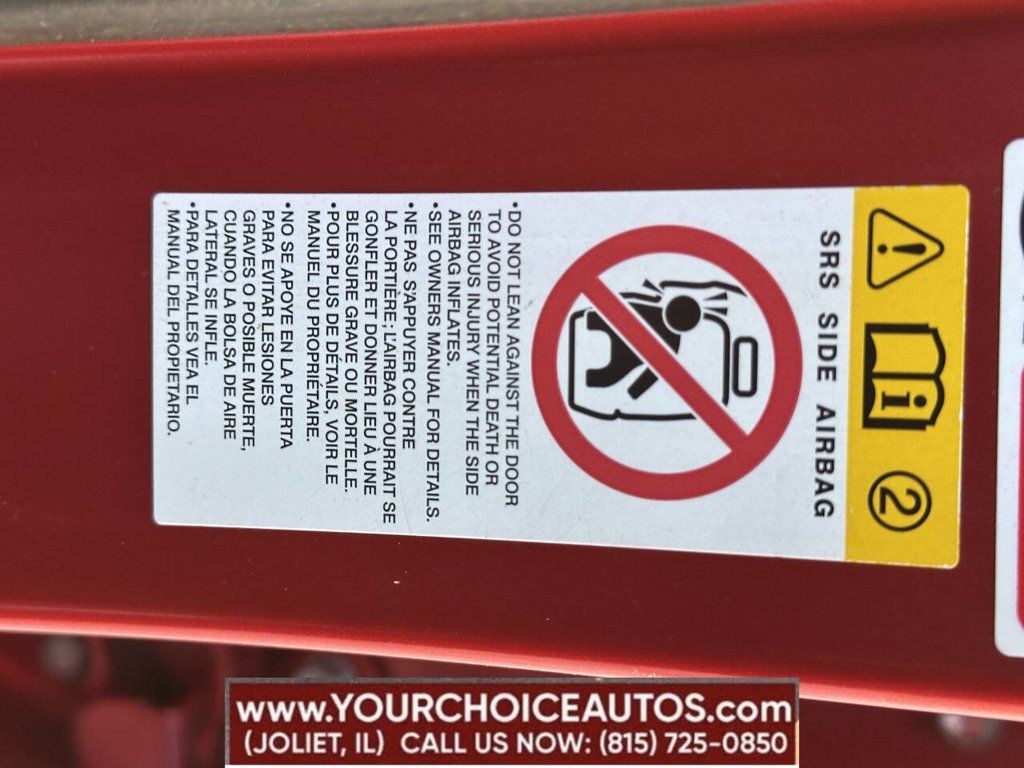 2
SRS SIDE AIRBAG
•DO NOT LEAN AGAINST THE DOOR
TO AVOID POTENTIAL DEATH OR
SERIOUS INJURY WHEN THE SIDE
AIRBAG INFLATES.
•SEE OWNERS MANUAL FOR DETAILS.
•NE PAS S'APPUYER CONTRE
LA PORTIÈRE; L'AIRBAG POURRAIT SE
GONFLER ET DONNER LIEU À UNE
BLESSURE GRAVE OU MORTELLE.
•POUR PLUS DE DÉTAILS, VOIR LE
MANUEL DU PROPRIÉTAIRE.
•NO SE APOYE EN LA PUERTA
PARA EVITAR LESIONES
GRAVES O POSIBLE MUERTE,
CUANDO LA BOLSA DE AIRE
LATERAL SE INFLE.
•PARA DETALLES VEA EL
MANUAL DEL PROPIETARIO.
www.YOURCHOICEAUTOS.com
(JOLIET, IL) CALL US NOW: (815) 725-0850